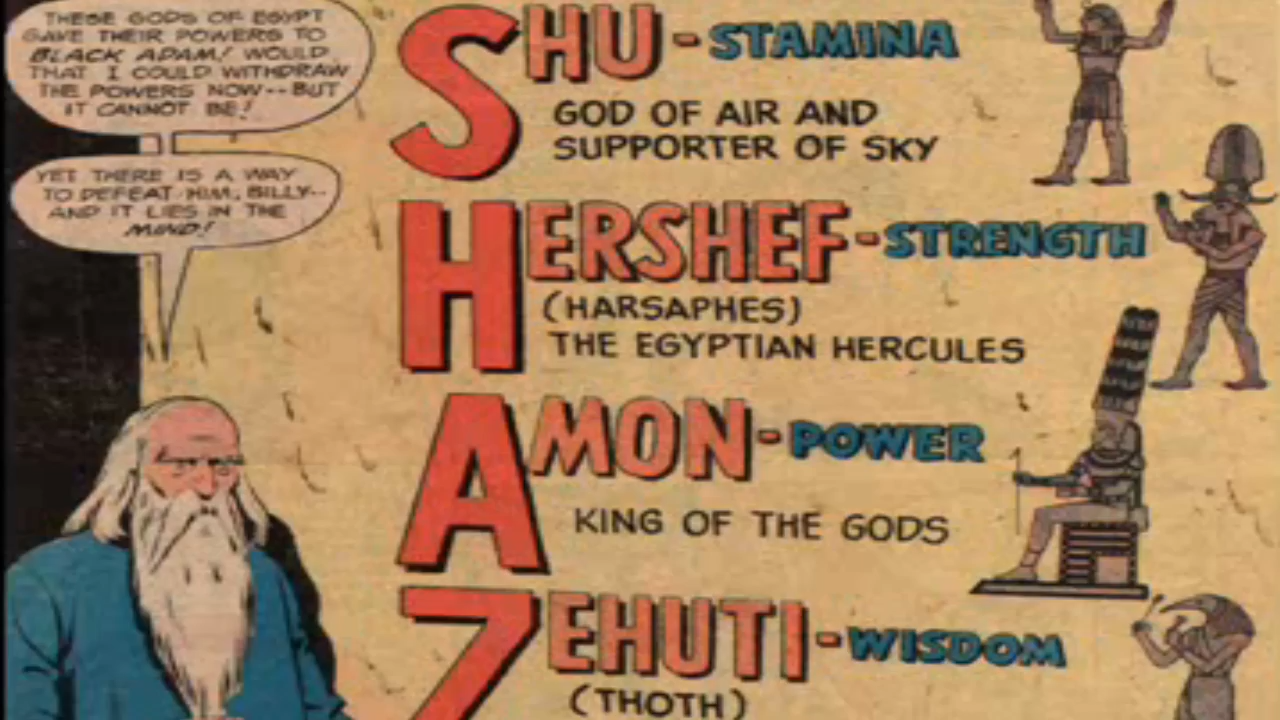 THESE GODS OF EGYPT
GAVE THEIR POWERS TO
BLACK ADAM! WOULD
THAT I COULD WITHDRAW
THE POWERS NOW--BUT
IT CANNOT BE!
YET THERE IS A WAY
TO DEFEAT HIM, BILLY--
AND IT LIES IN THE
MIND!
SHU - STAMINA
GOD OF AIR AND
SUPPORTER OF SKY
HERSHEF - STRENGTH
(HARSAPHES)
THE EGYPTIAN HERCULES
AMON - POWER
KING OF THE GODS
ZEHUTI - WISDOM
(THOTH)